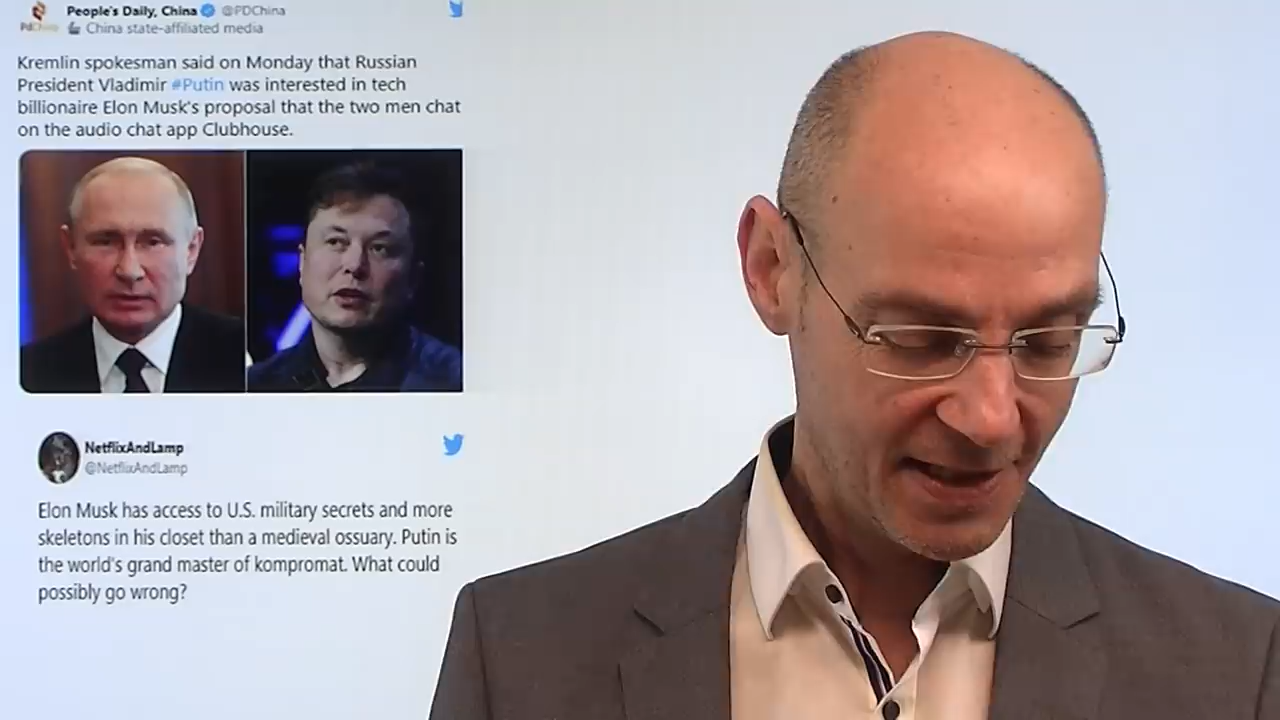 People's Daily, China @PDChina
China state-affiliated media
Kremlin spokesman said on Monday that Russian
President Vladimir #Putin was interested in tech
billionaire Elon Musk's proposal that the two men chat
on the audio chat app Clubhouse.
NetflixAndLamp
@NetflixAndLamp
Elon Musk has access to U.S. military secrets and more
skeletons in his closet than a medieval ossuary. Putin is
the world's grand master of kompromat. What could
possibly go wrong?